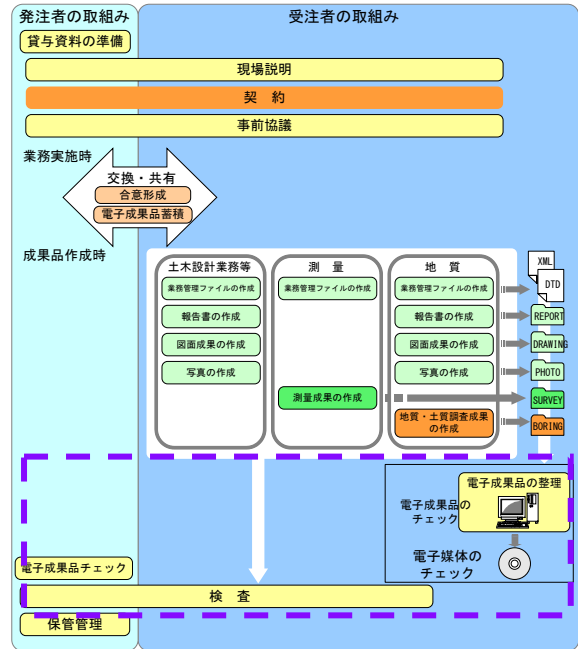 発注者の取組み
受注者の取組み
貸与資料の準備
現場説明
契　約
事前協議
業務実施時
交換・共有
合意形成
電子成果品蓄積
成果品作成時
土木設計業務等
業務管理ファイルの作成
報告書の作成
図面成果の作成
写真の作成
測　量
業務管理ファイルの作成
測量成果の作成
地　質
業務管理ファイルの作成
報告書の作成
図面成果の作成
写真の作成
地質・土質調査成果
の作成
XML
DTD
REPORT
DRAWING
PHOTO
SURVEY
BORING
電子成果品の整理
電子成果品の
チェック
電子媒体の
チェック
電子成果品チェック
検　査
保管管理